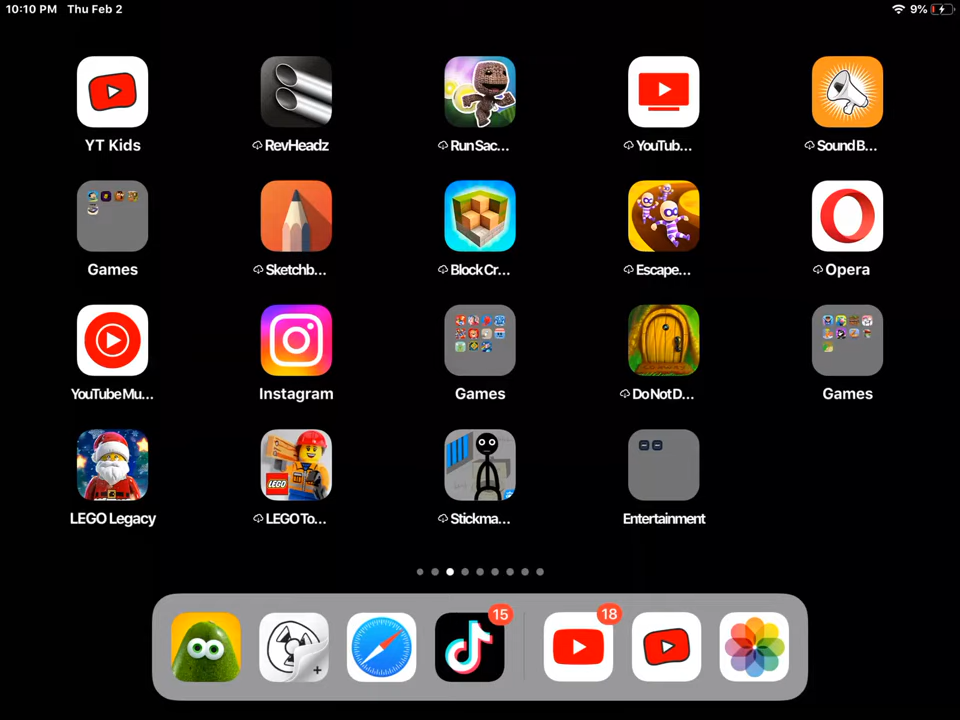 10:10 PM Thu Feb 2
9%
YT Kids
RevHeadz
Run Sac...
YouTub...
Sound B...
Games
Sketchb...
Block Cr...
Escape...
Opera
YouTube Mu...
Instagram
Games
Do Not D...
Games
LEGO Legacy
LEGO
LEGO To...
Stickma...
Entertainment
15
18